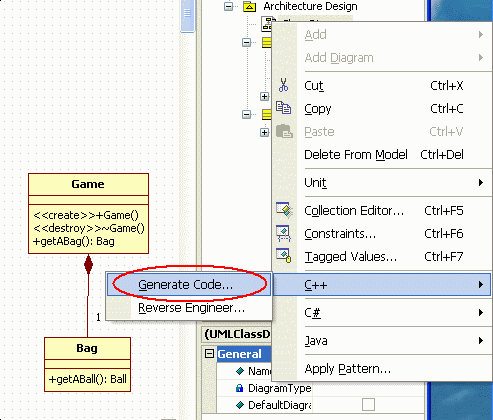 Architecture Design
Add
Add Diagram
Cut Ctrl+X
Copy Ctrl+C
Paste Ctrl+V
Delete From Model Ctrl+Del
Unit
Collection Editor... Ctrl+F5
Constraints... Ctrl+F6
Tagged Values... Ctrl+F7
C++
C#
Java
Apply Pattern...
Game
<<create>>+Game()
<<destroy>>~Game()
+getABag(): Bag
Generate Code...
Reverse Engineer...
1
Bag
+getABall(): Ball
(UMLClassD
General
Name
DiagramType
DefaultDiagra